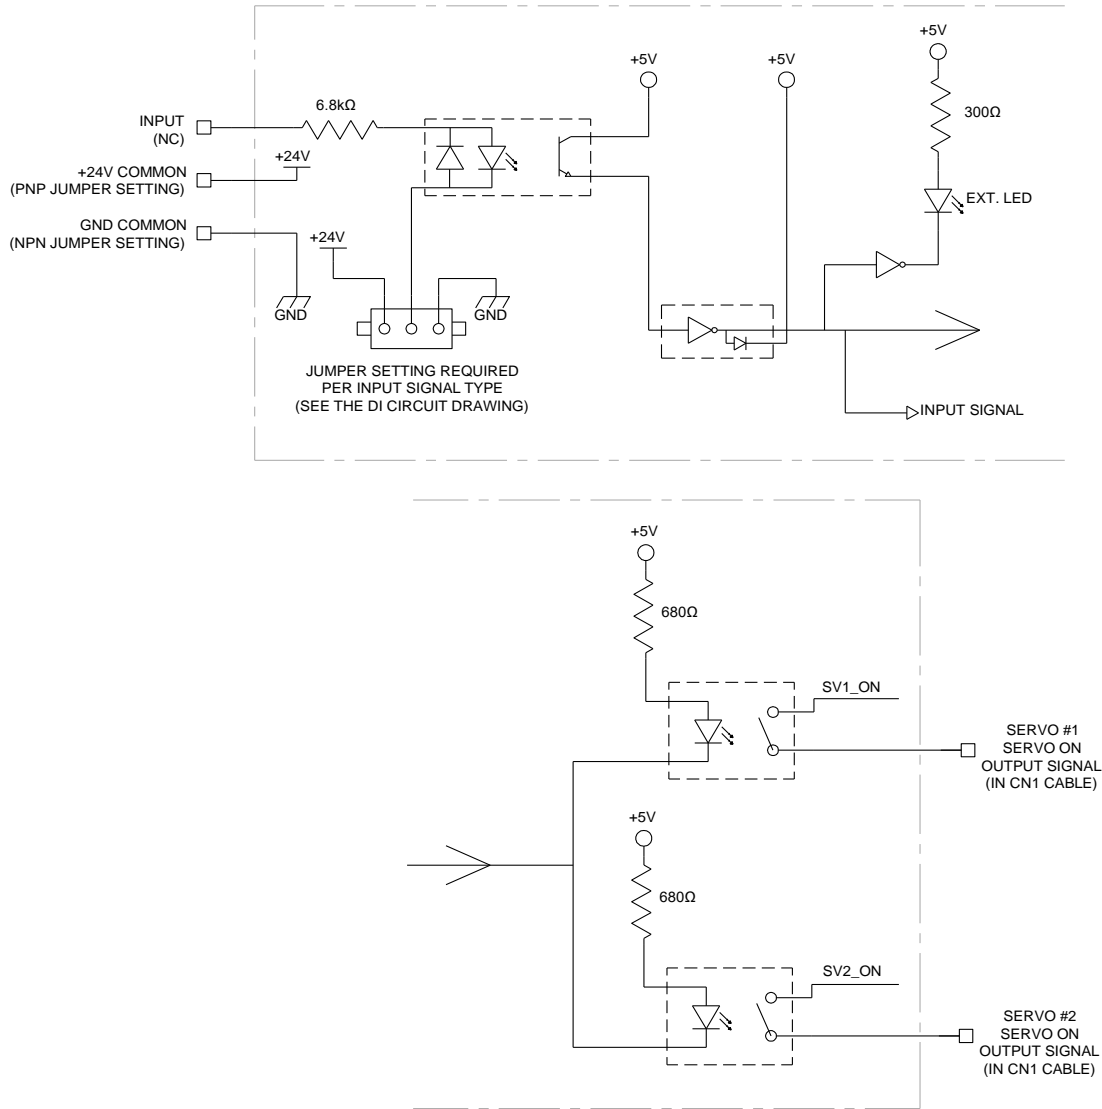 +5V
+5V
+5V
6.8kΩ
300Ω
INPUT
(NC)
+24V
+24V COMMON
(PNP JUMPER SETTING)
EXT. LED
GND COMMON
(NPN JUMPER SETTING)
+24V
GND
GND
JUMPER SETTING REQUIRED
PER INPUT SIGNAL TYPE
(SEE THE DI CIRCUIT DRAWING)
INPUT SIGNAL
+5V
680Ω
SV1_ON
SERVO #1
SERVO ON
OUTPUT SIGNAL
(IN CN1 CABLE)
+5V
680Ω
SV2_ON
SERVO #2
SERVO ON
OUTPUT SIGNAL
(IN CN1 CABLE)